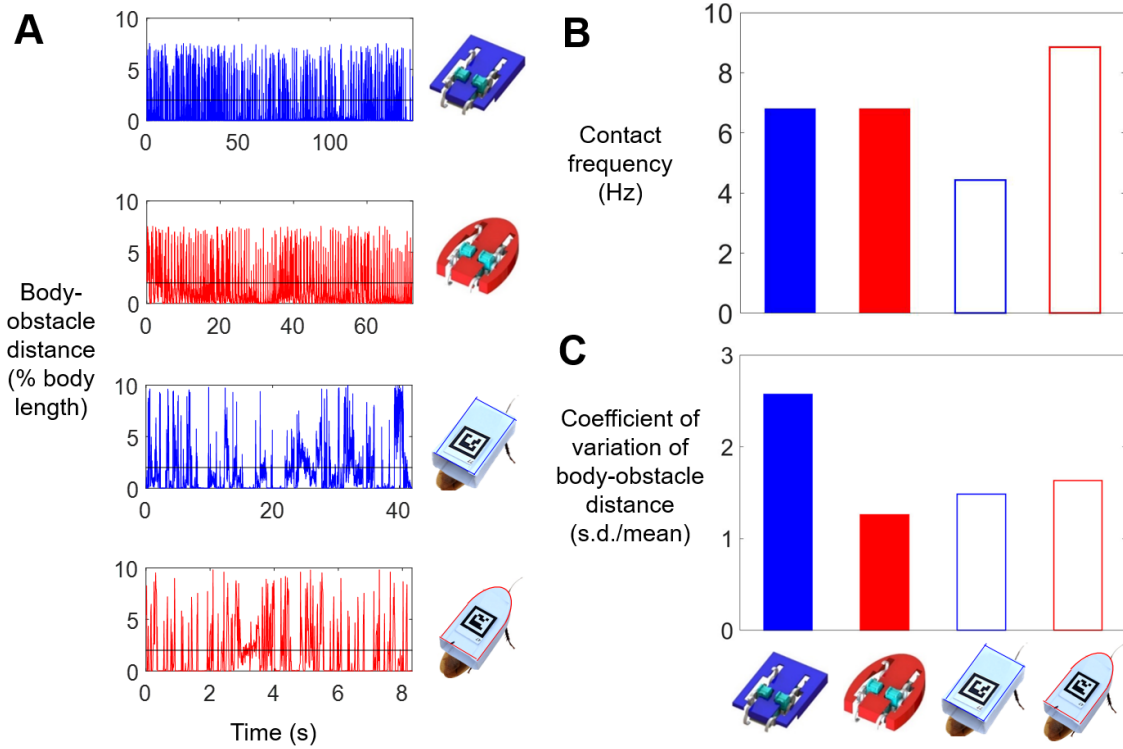 A
10
5
0
0
50
100
10
5
0
0
20
40
60
Body-
obstacle
distance
(% body
length)
10
5
0
0
20
40
10
5
0
0
2
4
6
8
Time (s)
B
Contact
frequency
(Hz)
10
8
6
4
2
0
C
Coefficient of
variation of
body-obstacle
distance
(s.d./mean)
3
2
1
0